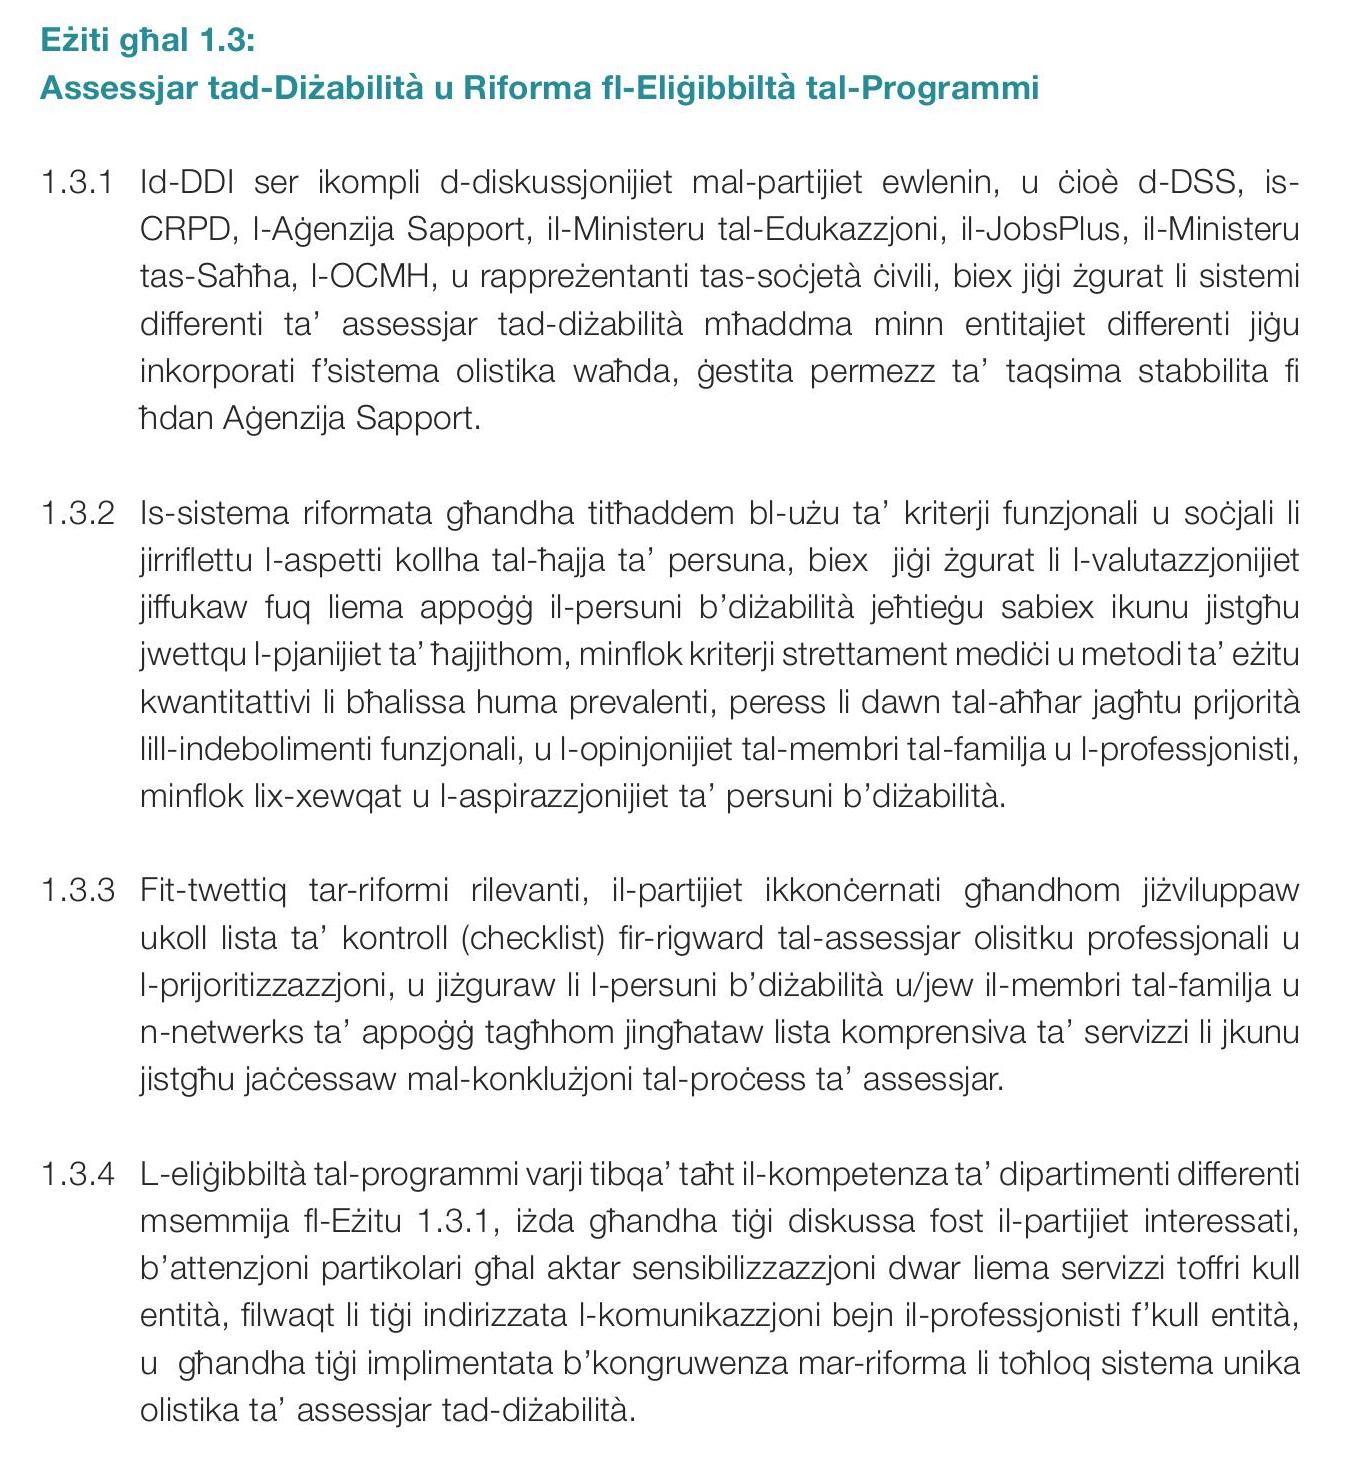 Eżiti għal 1.3:
Assessjar tad-Diżabilità u Riforma fl-Eliġibbiltà tal-Programmi
1.3.1 Id-DDI ser ikompli d-diskussjonijiet mal-partijiet ewlenin, u ċioè d-DSS, is-
CRPD, l-Aġenzija Sapport, il-Ministeru tal-Edukazzjoni, il-JobsPlus, il-Ministeru
tas-Saħħa, l-OCMH, u rappreżentanti tas-soċjetà ċivili, biex jiġi żgurat li sistemi
differenti ta’ assessjar tad-diżabilità mħaddma minn entitajiet differenti jiġu
inkorporati f’sistema olistika waħda, ġestita permezz ta’ taqsima stabbilita fi
ħdan Aġenzija Sapport.
1.3.2 Is-sistema riformata għandha titħaddem bl-użu ta’ kriterji funzjonali u soċjali li
jirriflettu l-aspetti kollha tal-ħajja ta’ persuna, biex jiġi żgurat li l-valutazzjonijiet
jiffukaw fuq liema appoġġ il-persuni b’diżabilità jeħtieġu sabiex ikunu jistgħu
jwettqu l-pjanijiet ta’ ħajjithom, minflok kriterji strettament mediċi u metodi ta’ eżitu
kwantitattivi li bħalissa huma prevalenti, peress li dawn tal-aħħar jagħtu prijorità
lill-indebolimenti funzjonali, u l-opinjonijiet tal-membri tal-familja u l-professjonisti,
minflok lix-xewqat u l-aspirazzjonijiet ta’ persuni b’diżabilità.
1.3.3 Fit-twettiq tar-riformi rilevanti, il-partijiet ikkonċernati għandhom jiżviluppaw
ukoll lista ta’ kontroll (checklist) fir-rigward tal-assessjar olisitku professjonali u
l-prijoritizzazzjoni, u jiżguraw li l-persuni b’diżabilità u/jew il-membri tal-familja u
n-netwerks ta’ appoġġ tagħhom jingħataw lista komprensiva ta’ servizzi li jkunu
jistgħu jaċċessaw mal-konklużjoni tal-proċess ta’ assessjar.
1.3.4 L-eliġibbiltà tal-programmi varji tibqa’ taħt il-kompetenza ta’ dipartimenti differenti
msemmija fl-Eżitu 1.3.1, iżda għandha tiġi diskussa fost il-partijiet interessati,
b’attenzjoni partikolari għal aktar sensibilizzazzjoni dwar liema servizzi toffri kull
entità, filwaqt li tiġi indirizzata l-komunikazzjoni bejn il-professjonisti f’kull entità,
u għandha tiġi implimentata b’kongruwenza mar-riforma li toħloq sistema unika
olistika ta’ assessjar tad-diżabilità.